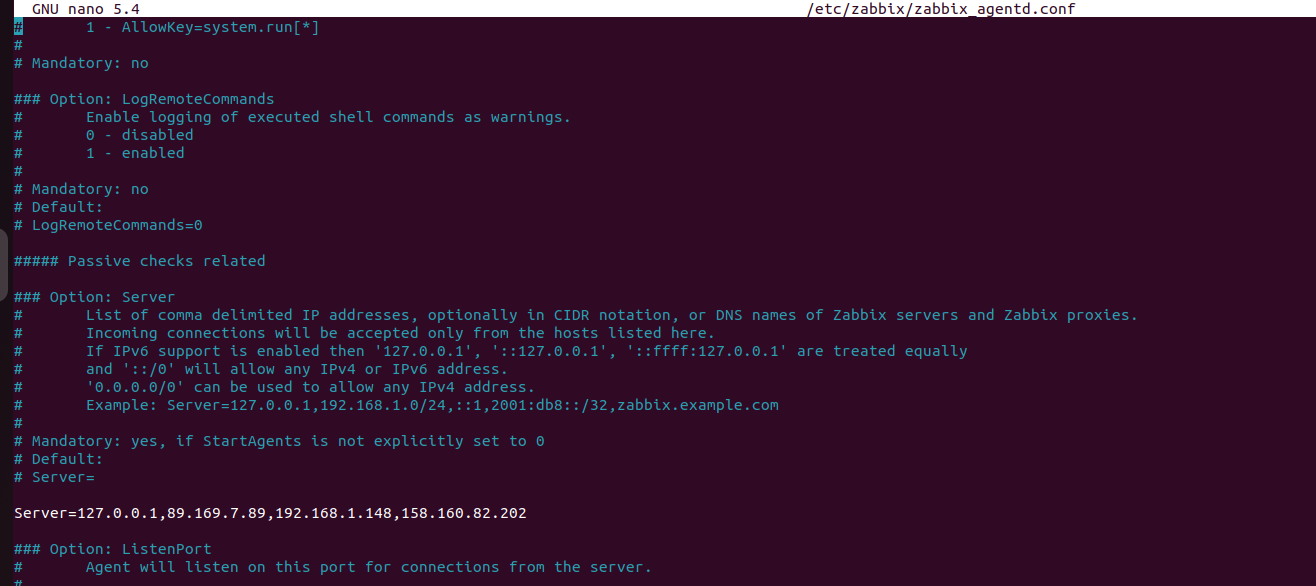 GNU nano 5.4 /etc/zabbix/zabbix_agentd.conf
# 1 - AllowKey=system.run[*]
#
# Mandatory: no
### Option: LogRemoteCommands
# Enable logging of executed shell commands as warnings.
# 0 - disabled
# 1 - enabled
#
# Mandatory: no
# Default:
# LogRemoteCommands=0
##### Passive checks related
### Option: Server
# List of comma delimited IP addresses, optionally in CIDR notation, or DNS names of Zabbix servers and Zabbix proxies.
# Incoming connections will be accepted only from the hosts listed here.
# If IPv6 support is enabled then '127.0.0.1', '::127.0.0.1', '::ffff:127.0.0.1' are treated equally
# and '::/0' will allow any IPv4 or IPv6 address.
# '0.0.0.0/0' can be used to allow any IPv4 address.
# Example: Server=127.0.0.1,192.168.1.0/24,::1,2001:db8::/32,zabbix.example.com
#
# Mandatory: yes, if StartAgents is not explicitly set to 0
# Default:
# Server=
Server=127.0.0.1,89.169.7.89,192.168.1.148,158.160.82.202
### Option: ListenPort
# Agent will listen on this port for connections from the server.
#